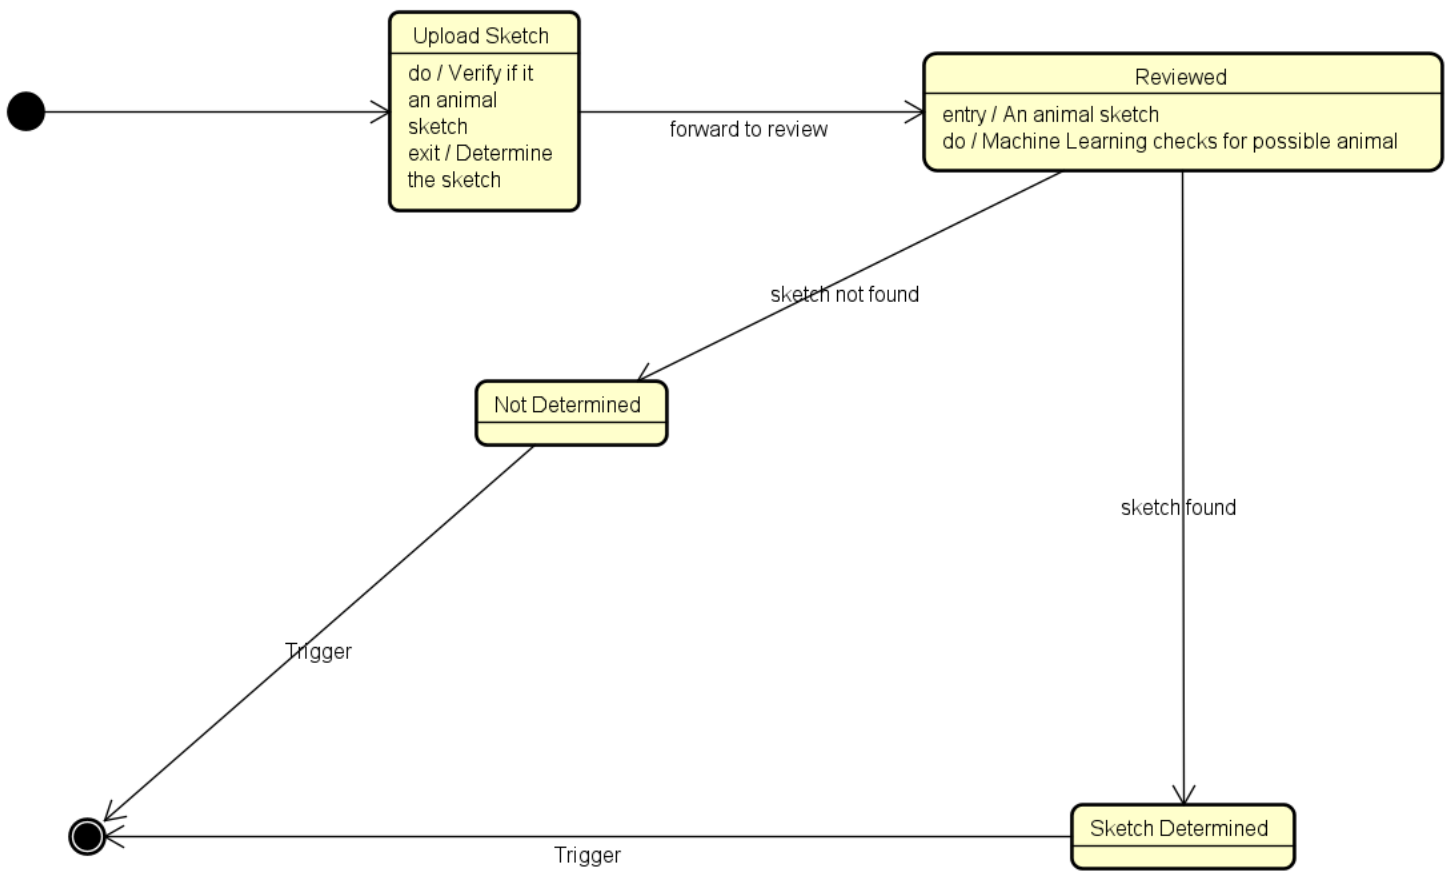 Upload Sketch
do / Verify if it
an animal
sketch
exit / Determine
the sketch
forward to review
Reviewed
entry / An animal sketch
do / Machine Learning checks for possible animal
sketch not found
Not Determined
sketch found
Trigger
Sketch Determined
Trigger